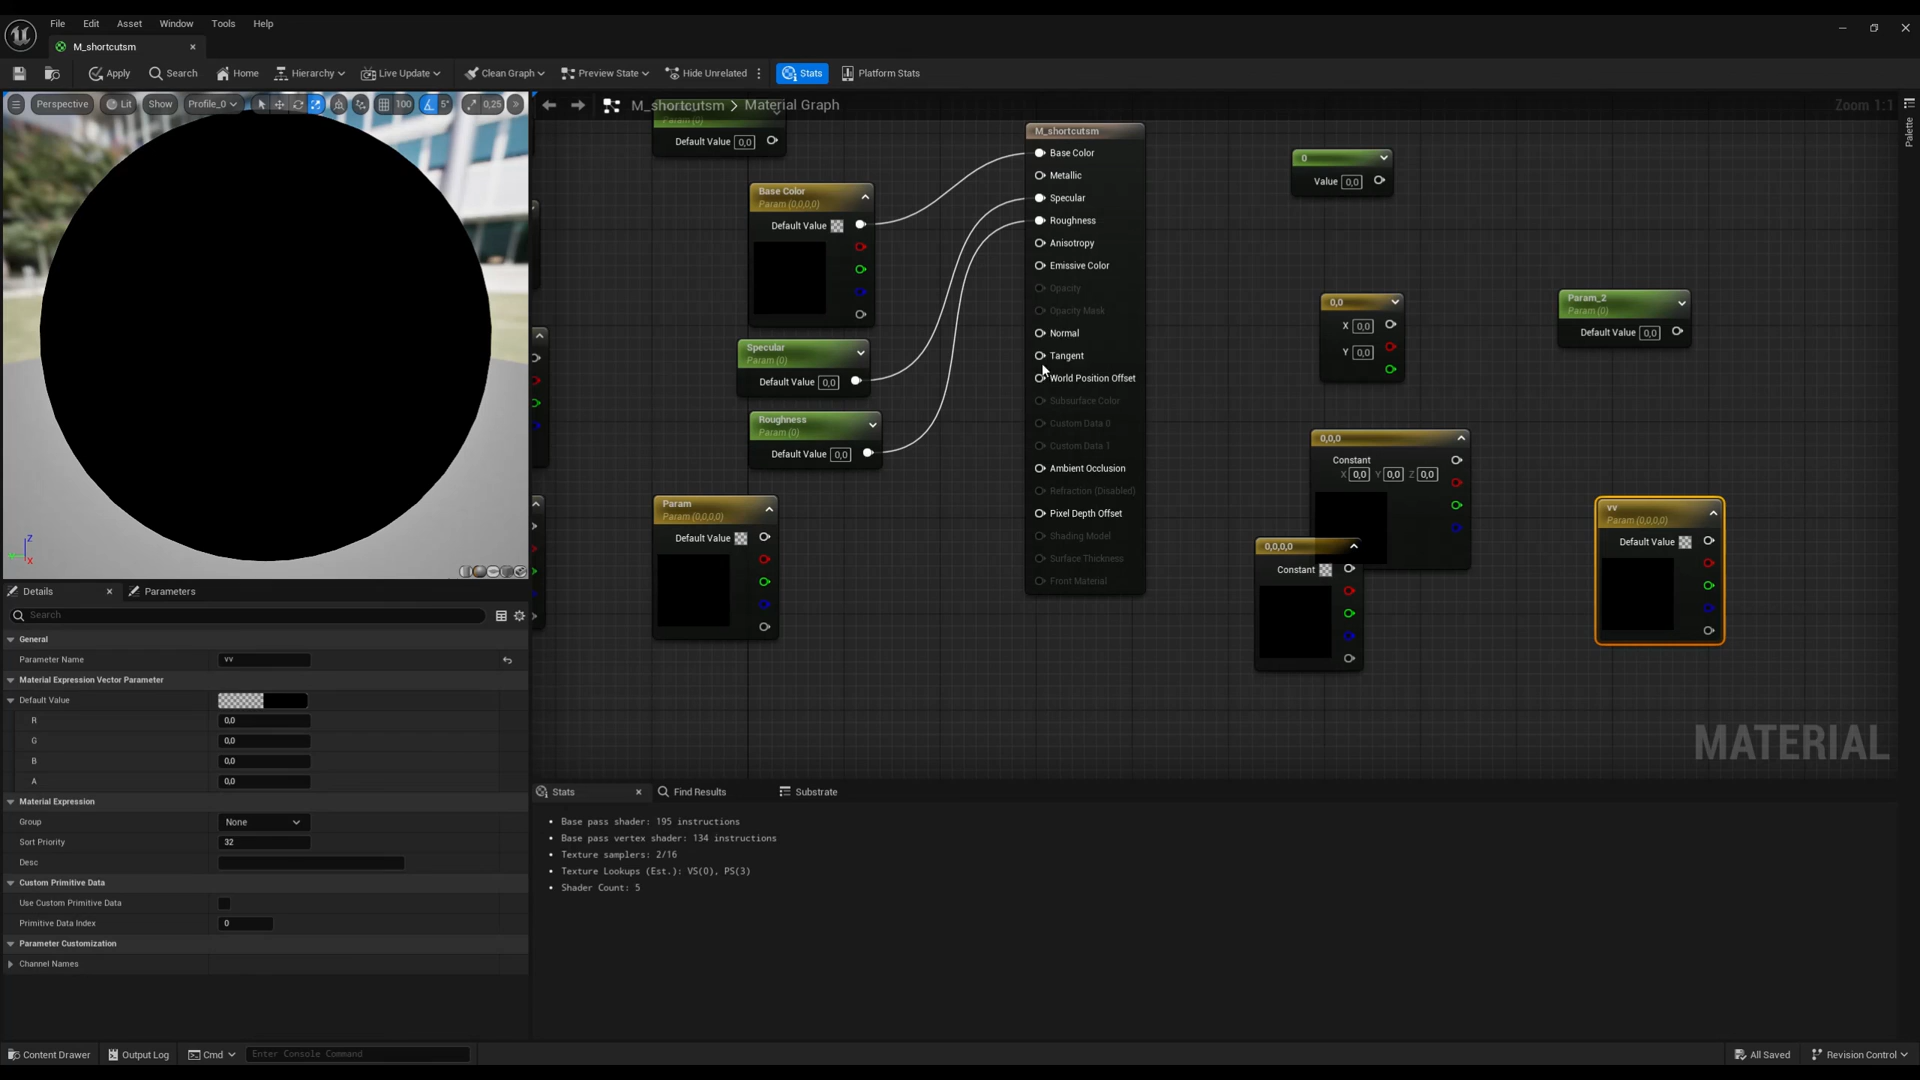 File Edit Asset Window Tools Help
M_shortcutsm
Apply Search Home Hierarchy Live Update Clean Graph Preview State Hide Unrelated Stats Platform Stats
Perspective Lit Show Profile_0 100 5° 0,25
M_shortcutsm > Material Graph
Zoom 1:1
Palette
Param (0)
Default Value 0,0
Base Color
Param (0,0,0,0)
Default Value
Specular
Param (0)
Default Value 0,0
Roughness
Param (0)
Default Value 0,0
Param
Param (0,0,0,0)
Default Value
M_shortcutsm
Base Color
Metallic
Specular
Roughness
Anisotropy
Emissive Color
Opacity
Opacity Mask
Normal
Tangent
World Position Offset
Subsurface Color
Custom Data 0
Custom Data 1
Ambient Occlusion
Refraction (Disabled)
Pixel Depth Offset
Shading Model
Surface Thickness
Front Material
0
Value 0,0
0,0
X 0,0
Y 0,0
Param_2
Param (0)
Default Value 0,0
0,0,0
Constant
X 0,0 Y 0,0 Z 0,0
0,0,0,0
Constant
vv
Param (0,0,0,0)
Default Value
MATERIAL
Z
X
Details
Parameters
Search
General
Parameter Name vv
Material Expression Vector Parameter
Default Value
R 0,0
G 0,0
B 0,0
A 0,0
Material Expression
Group None
Sort Priority 32
Desc
Custom Primitive Data
Use Custom Primitive Data
Primitive Data Index 0
Parameter Customization
Channel Names
Stats Find Results Substrate
Base pass shader: 195 instructions
Base pass vertex shader: 134 instructions
Texture samplers: 2/16
Texture Lookups (Est.): VS(0), PS(3)
Shader Count: 5
Content Drawer Output Log Cmd Enter Console Command All Saved Revision Control